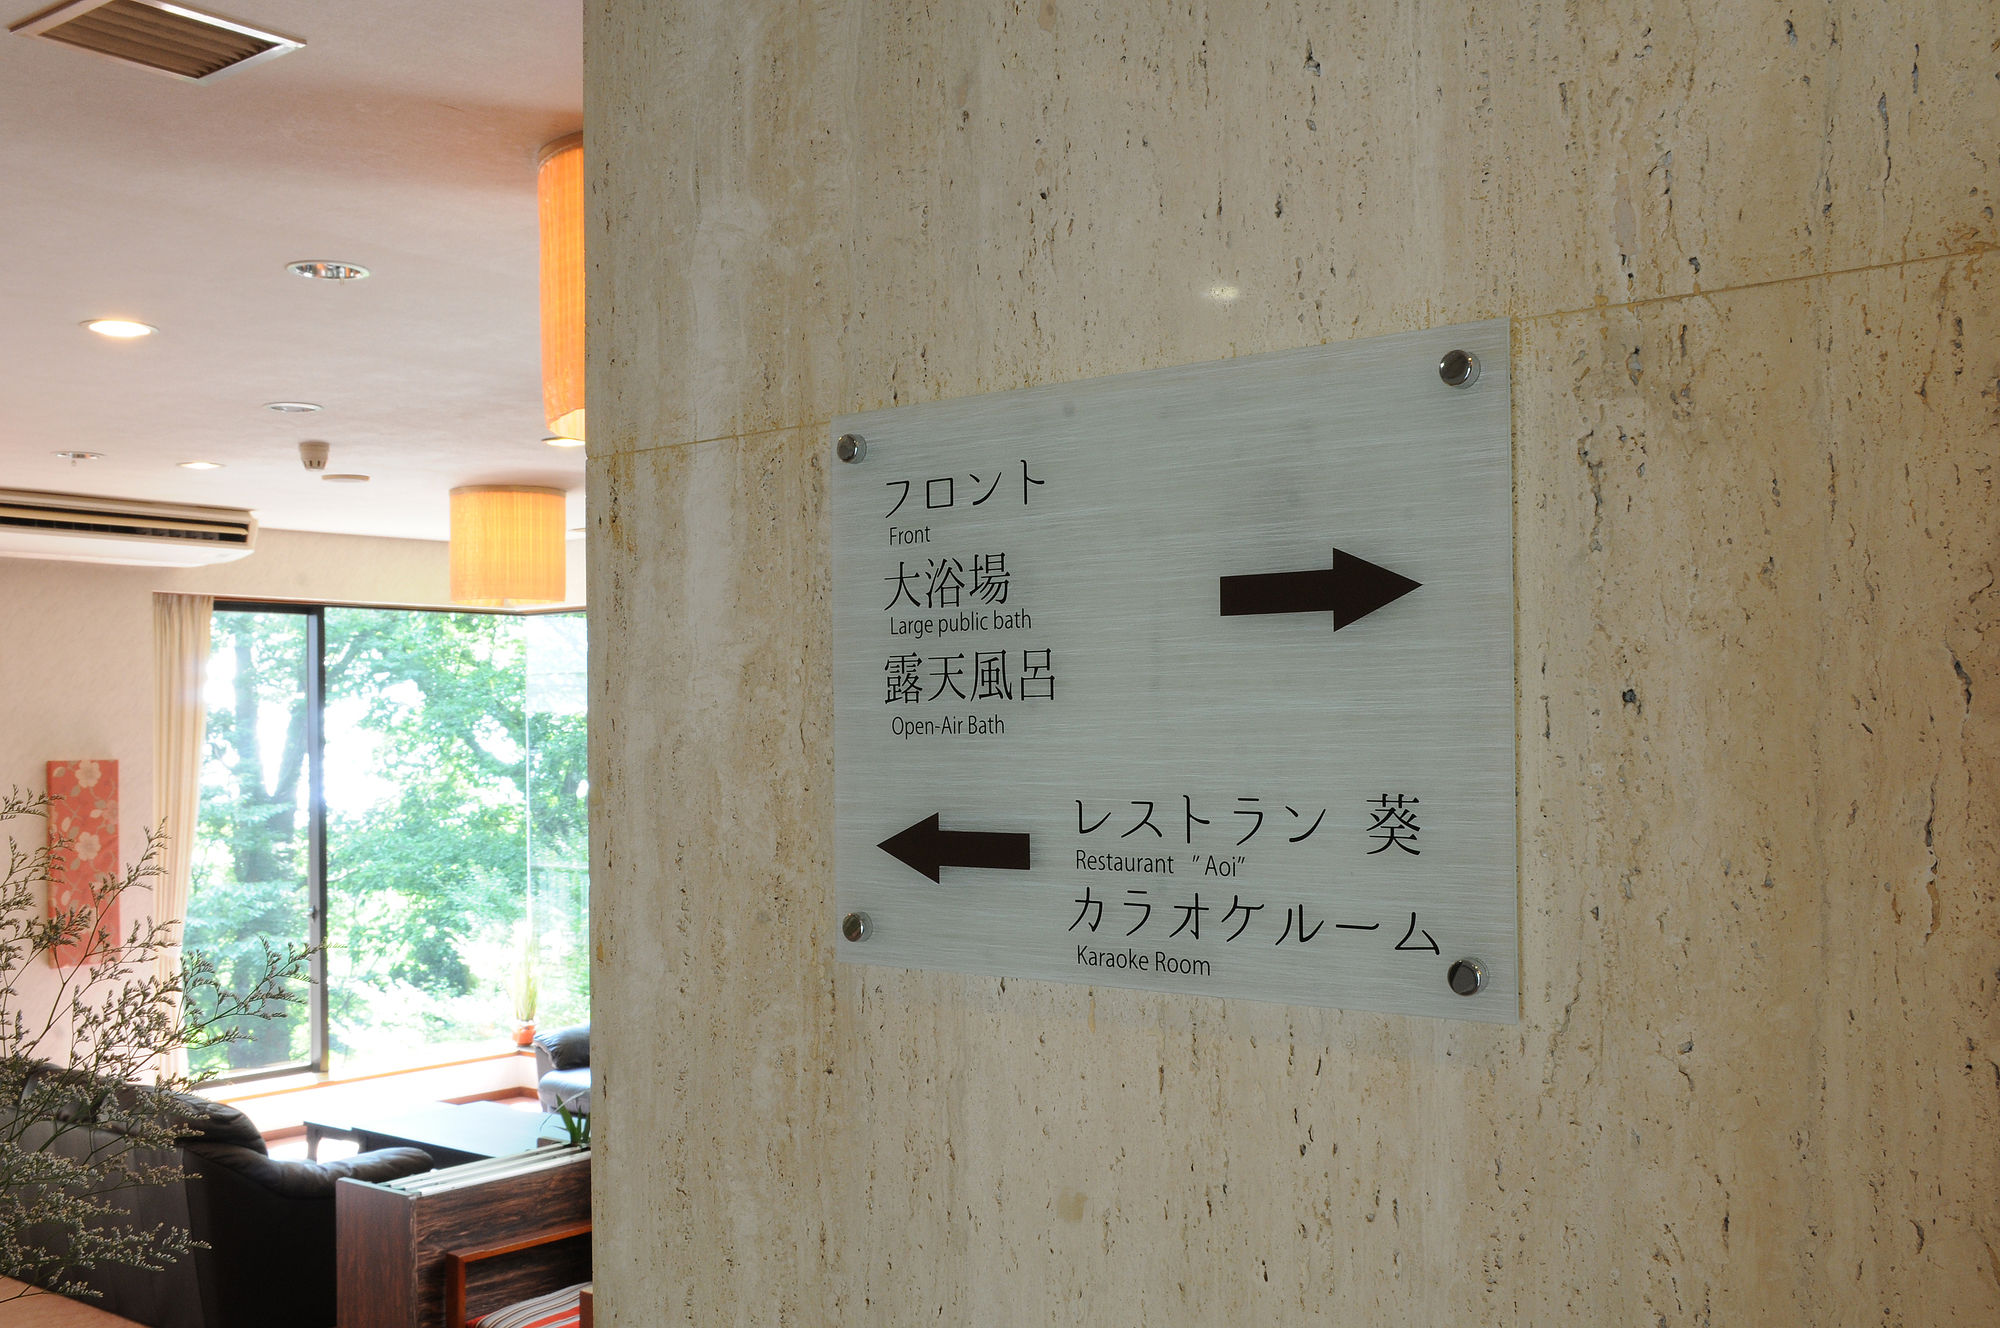 フロント
Front
大浴場
Large public bath
露天風呂
Open-Air Bath
レストラン 葵
Restaurant ”Aoi”
カラオケルーム
Karaoke Room